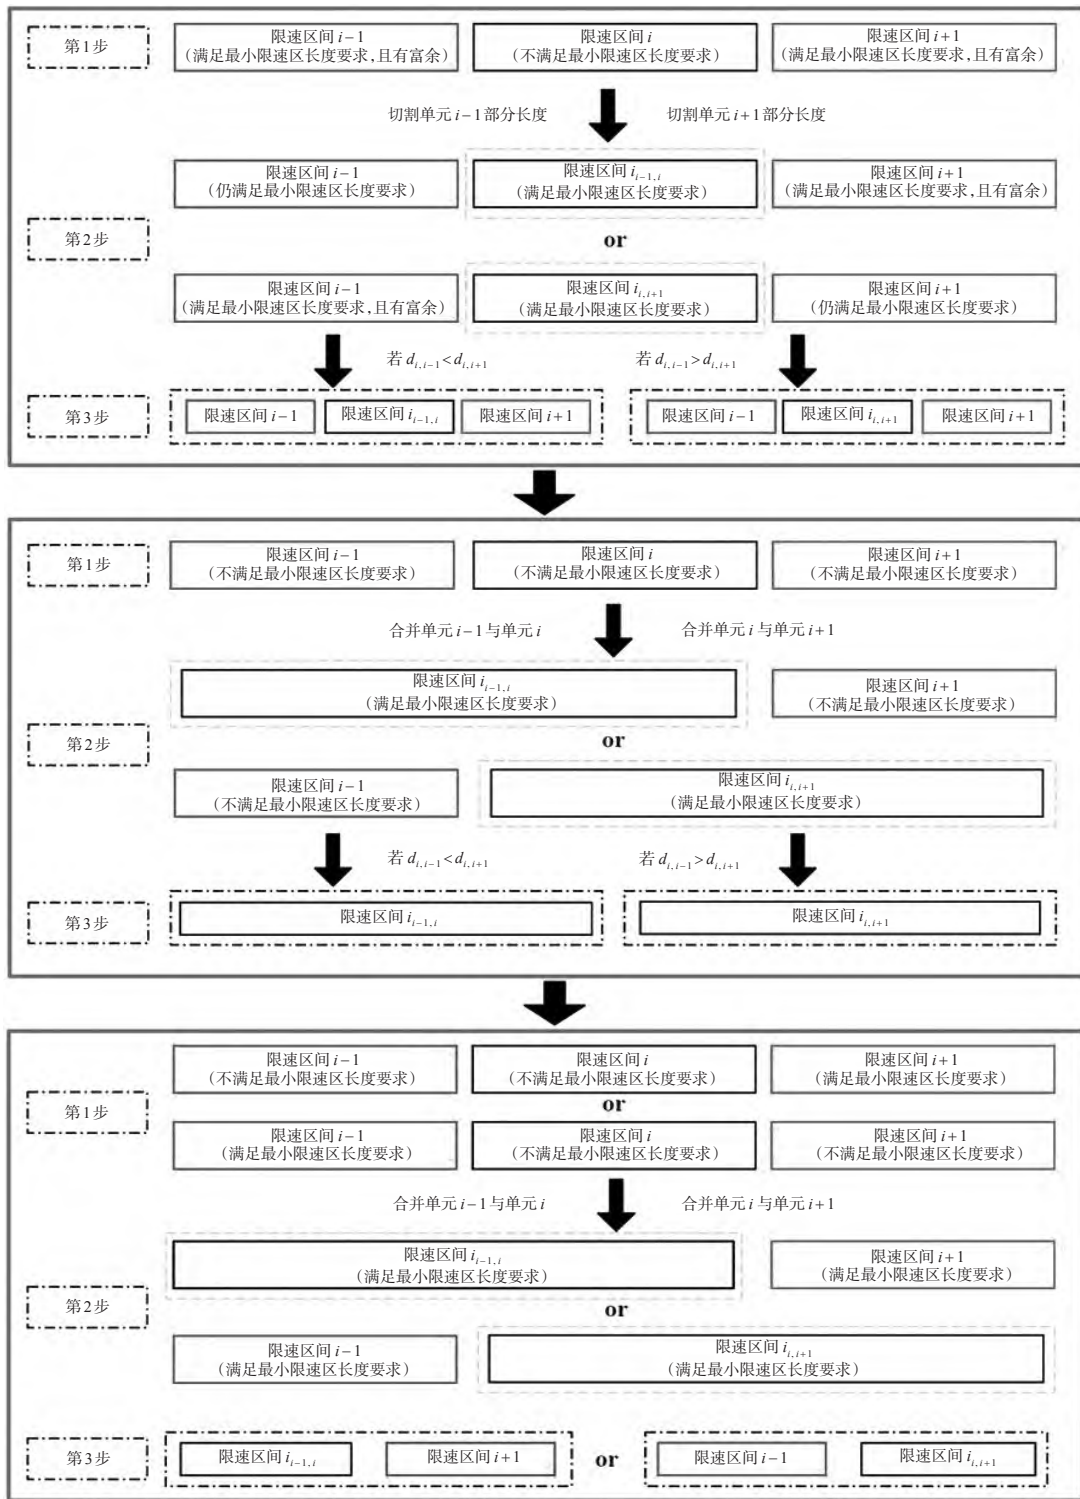 第1步
限速区间 i-1
(满足最小限速区长度要求,且有富余)
限速区间 i
(不满足最小限速区长度要求)
限速区间 i+1
(满足最小限速区长度要求,且有富余)
切割单元 i-1 部分长度
切割单元 i+1 部分长度
第2步
限速区间 i-1
(仍满足最小限速区长度要求)
限速区间 i_{i-1,i}
(满足最小限速区长度要求)
限速区间 i+1
(满足最小限速区长度要求,且有富余)
or
限速区间 i-1
(满足最小限速区长度要求,且有富余)
限速区间 i_{i,i+1}
(满足最小限速区长度要求)
限速区间 i+1
(仍满足最小限速区长度要求)
若 d_{i,i-1}<d_{i,i+1}
若 d_{i,i-1}>d_{i,i+1}
第3步
限速区间 i-1
限速区间 i_{i-1,i}
限速区间 i+1
限速区间 i-1
限速区间 i_{i,i+1}
限速区间 i+1
第1步
限速区间 i-1
(不满足最小限速区长度要求)
限速区间 i
(不满足最小限速区长度要求)
限速区间 i+1
(不满足最小限速区长度要求)
合并单元 i-1 与单元 i
合并单元 i 与单元 i+1
第2步
限速区间 i_{i-1,i}
(满足最小限速区长度要求)
限速区间 i+1
(不满足最小限速区长度要求)
or
限速区间 i-1
(不满足最小限速区长度要求)
限速区间 i_{i,i+1}
(满足最小限速区长度要求)
若 d_{i,i-1}<d_{i,i+1}
若 d_{i,i-1}>d_{i,i+1}
第3步
限速区间 i_{i-1,i}
限速区间 i_{i,i+1}
第1步
限速区间 i-1
(不满足最小限速区长度要求)
限速区间 i
(不满足最小限速区长度要求)
限速区间 i+1
(满足最小限速区长度要求)
or
限速区间 i-1
(满足最小限速区长度要求)
限速区间 i
(不满足最小限速区长度要求)
限速区间 i+1
(不满足最小限速区长度要求)
合并单元 i-1 与单元 i
合并单元 i 与单元 i+1
第2步
限速区间 i_{i-1,i}
(满足最小限速区长度要求)
限速区间 i+1
(满足最小限速区长度要求)
or
限速区间 i-1
(满足最小限速区长度要求)
限速区间 i_{i,i+1}
(满足最小限速区长度要求)
第3步
限速区间 i_{i-1,i}
限速区间 i+1
or
限速区间 i-1
限速区间 i_{i,i+1}